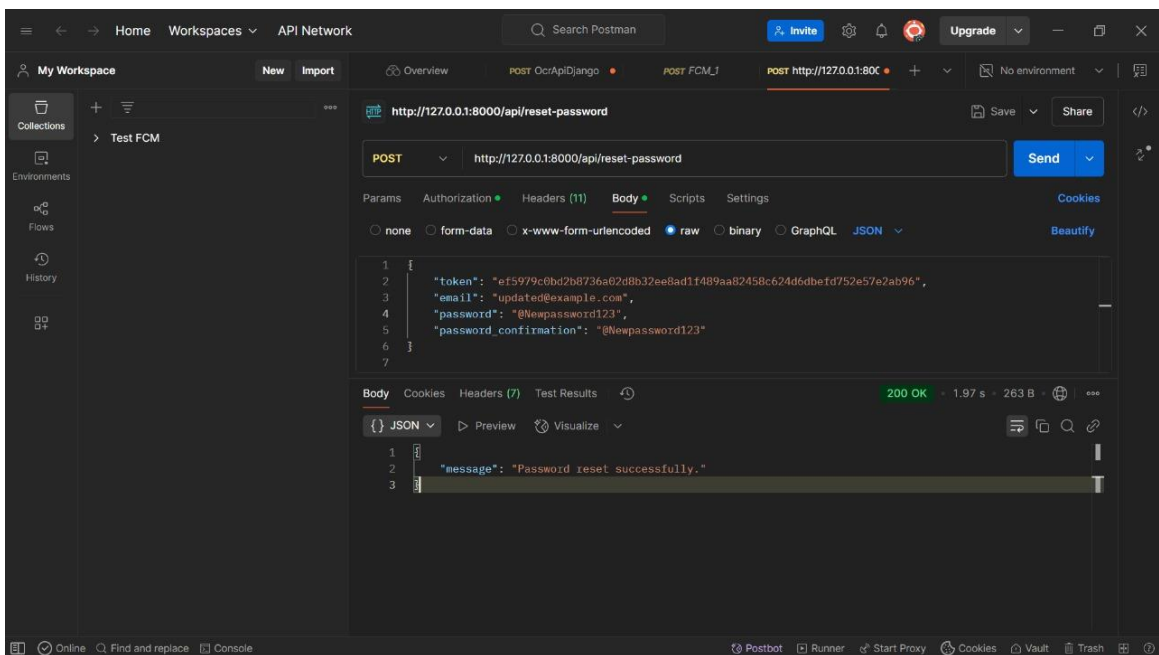 Home Workspaces API Network Search Postman Invite Upgrade
My Workspace New Import Overview POST OcrApiDjango POST FCM_1 POST http://127.0.0.1:800 No environment
Collections
Environments
Flows
History
Test FCM
HTTP http://127.0.0.1:8000/api/reset-password Save Share
POST http://127.0.0.1:8000/api/reset-password Send
Params Authorization Headers (11) Body Scripts Settings Cookies
none form-data x-www-form-urlencoded raw binary GraphQL JSON Beautify
1 {
2 "token": "ef5979c0bd2b8736a02d8b32ee8ad1f489aa82458c624d6dbefd752e57e2ab96",
3 "email": "updated@example.com",
4 "password": "@Newpassword123",
5 "password_confirmation": "@Newpassword123"
6 }
7
Body Cookies Headers (7) Test Results 200 OK 1.97 s 263 B
{} JSON Preview Visualize
1 {
2 "message": "Password reset successfully."
3 }
Online Find and replace Console Postbot Runner Start Proxy Cookies Vault Trash